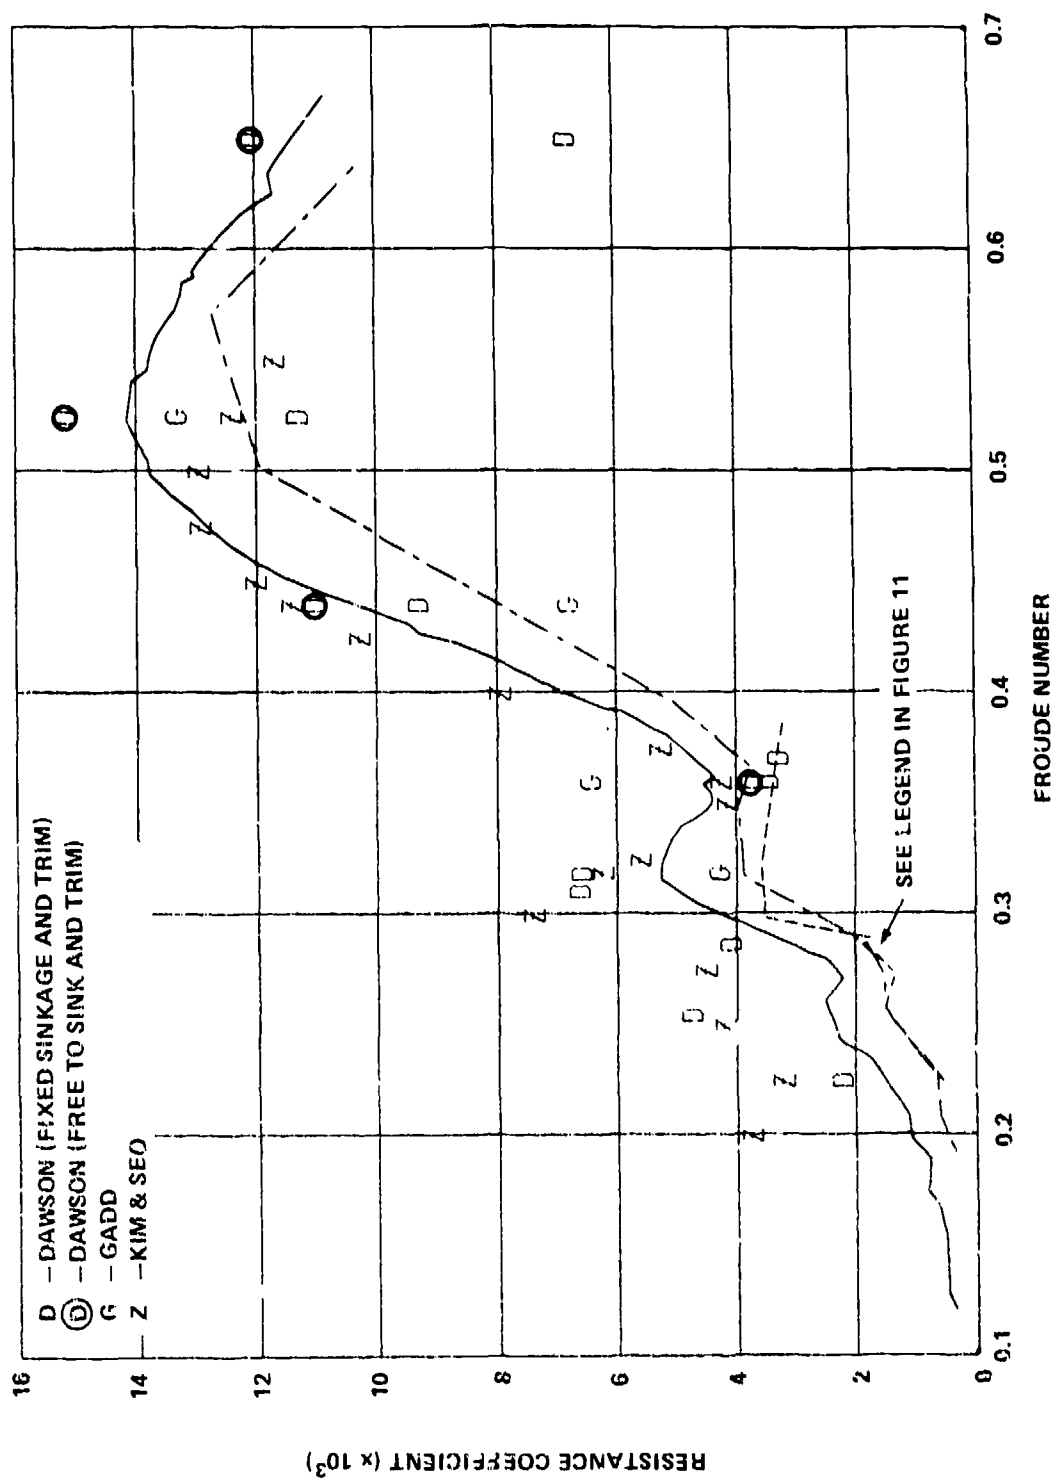 D – DAWSON (FIXED SINKAGE AND TRIM)
D – DAWSON (FREE TO SINK AND TRIM)
G – GADD
Z – KIM & SEO
RESISTANCE COEFFICIENT (x 10³)
16
14
12
10
8
6
4
2
0
0.1
0.2
0.3
0.4
0.5
0.6
0.7
FROUDE NUMBER
SEE LEGEND IN FIGURE 11